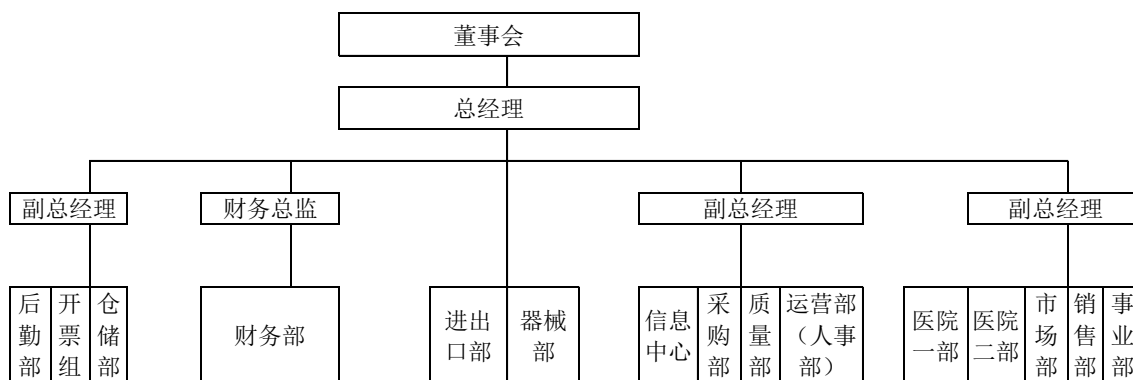 董事会
总经理
副总经理
财务总监
副总经理
副总经理
后勤部
开票组
仓储部
财务部
进出
口部
器械
部
信息
中心
采购部
质量部
运营部
（人事
部）
医院
一部
医院
二部
市场部
销售部
事业部